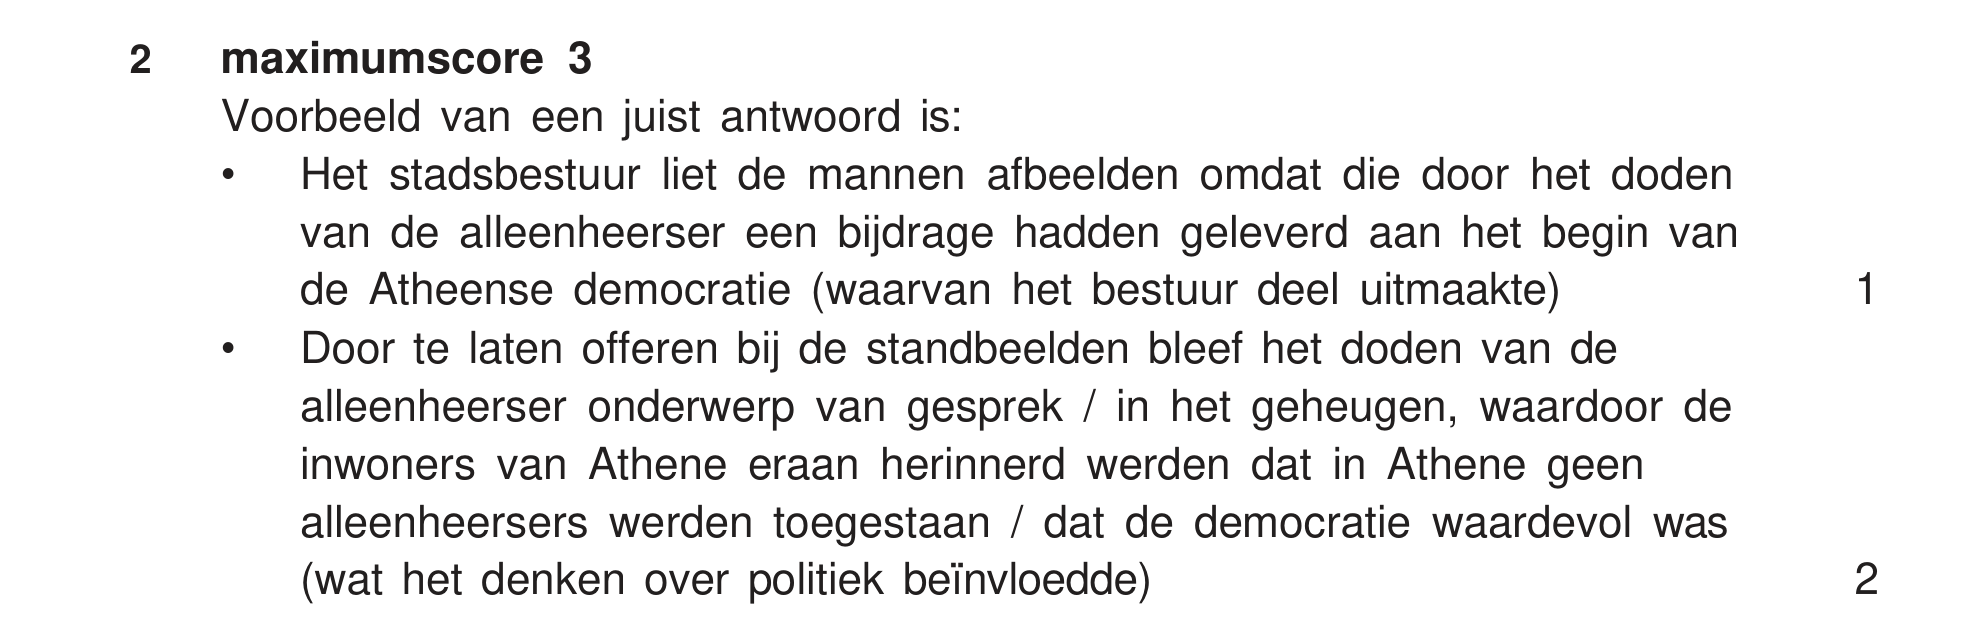 2 maximumscore 3
Voorbeeld van een juist antwoord is:
• Het stadsbestuur liet de mannen afbeelden omdat die door het doden
van de alleenheerser een bijdrage hadden geleverd aan het begin van
de Atheense democratie (waarvan het bestuur deel uitmaakte) 1
• Door te laten offeren bij de standbeelden bleef het doden van de
alleenheerser onderwerp van gesprek / in het geheugen, waardoor de
inwoners van Athene eraan herinnerd werden dat in Athene geen
alleenheersers werden toegestaan / dat de democratie waardevol was
(wat het denken over politiek beïnvloedde) 2